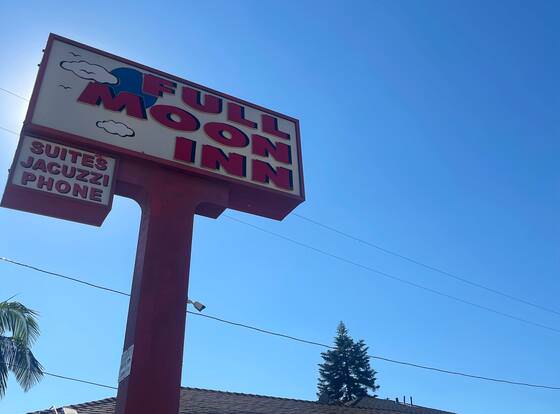 FULL
MOON
INN
SUITES
JACUZZI
PHONE